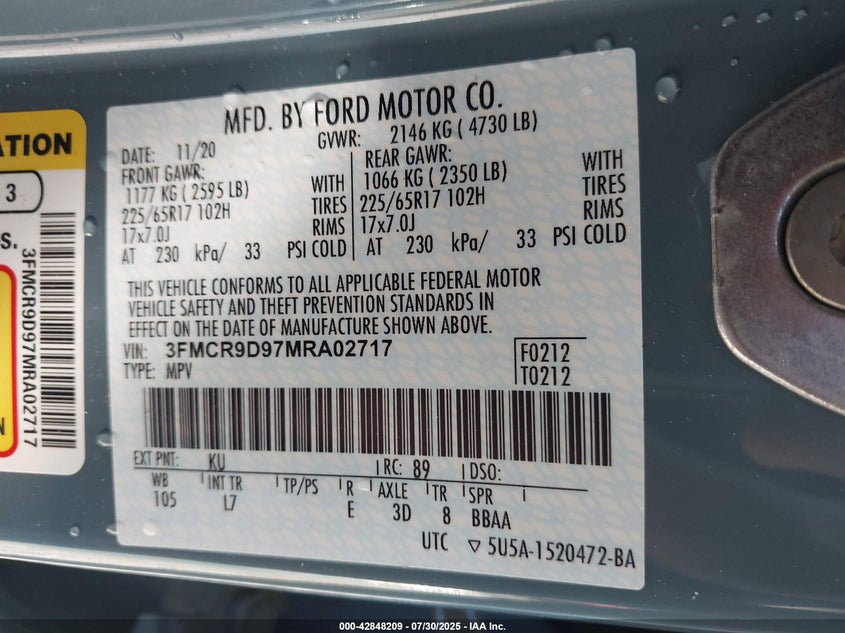 ATION
3
S.
3FMCR9D97MRA02717
N
MFD. BY FORD MOTOR CO.
DATE: 11/20 GVWR: 2146 KG ( 4730 LB)
FRONT GAWR: REAR GAWR:
1177 KG ( 2595 LB) WITH 1066 KG ( 2350 LB) WITH
225/65R17 102H TIRES 225/65R17 102H TIRES
17x7.0J RIMS 17x7.0J RIMS
AT 230 kPa/ 33 PSI COLD AT 230 kPa/ 33 PSI COLD
THIS VEHICLE CONFORMS TO ALL APPLICABLE FEDERAL MOTOR
VEHICLE SAFETY AND THEFT PREVENTION STANDARDS IN
EFFECT ON THE DATE OF MANUFACTURE SHOWN ABOVE.
VIN: 3FMCR9D97MRA02717 F0212
TYPE: MPV T0212
EXT PNT: KU RC: 89 DSO:
WB INT TR TP/PS R AXLE TR SPR
105 L7 E 3D 8 BBAA
UTC ▽ 5U5A-1520472-BA
000-42848209 - 07/30/2025 - IAA Inc.